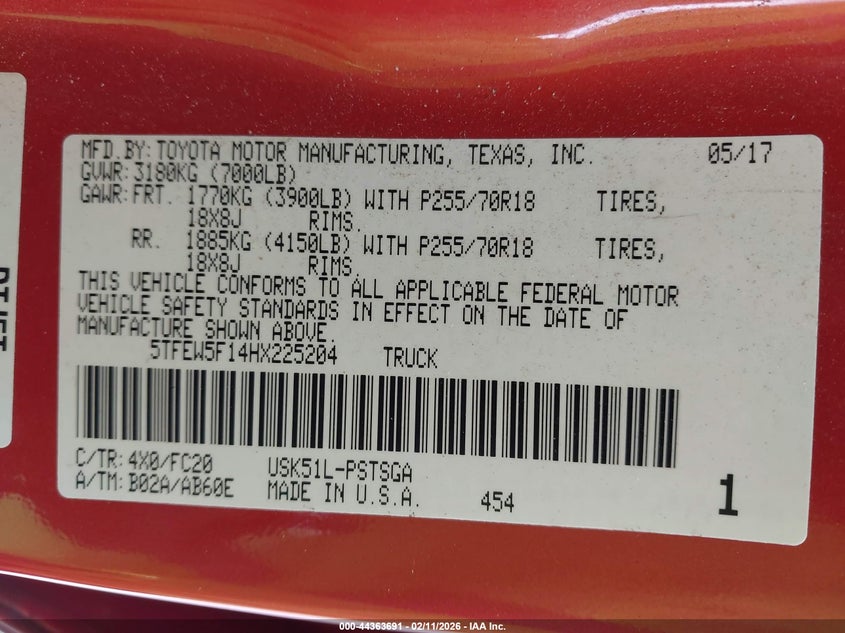 MFD.BY:TOYOTA MOTOR MANUFACTURING, TEXAS, INC. 05/17
GVWR:3180KG (7000LB)
GAWR:FRT. 1770KG (3900LB) WITH P255/70R18 TIRES,
18X8J RIMS.
RR. 1885KG (4150LB) WITH P255/70R18 TIRES,
18X8J RIMS.
THIS VEHICLE CONFORMS TO ALL APPLICABLE FEDERAL MOTOR
VEHICLE SAFETY STANDARDS IN EFFECT ON THE DATE OF
MANUFACTURE SHOWN ABOVE.
5TFEW5F14HX225204 TRUCK
C/TR:4X0/FC20 USK51L-PSTSGA
A/TM:B02A/AB60E MADE IN U.S.A. 454 1
000-44363691 - 02/11/2026 - IAA Inc.